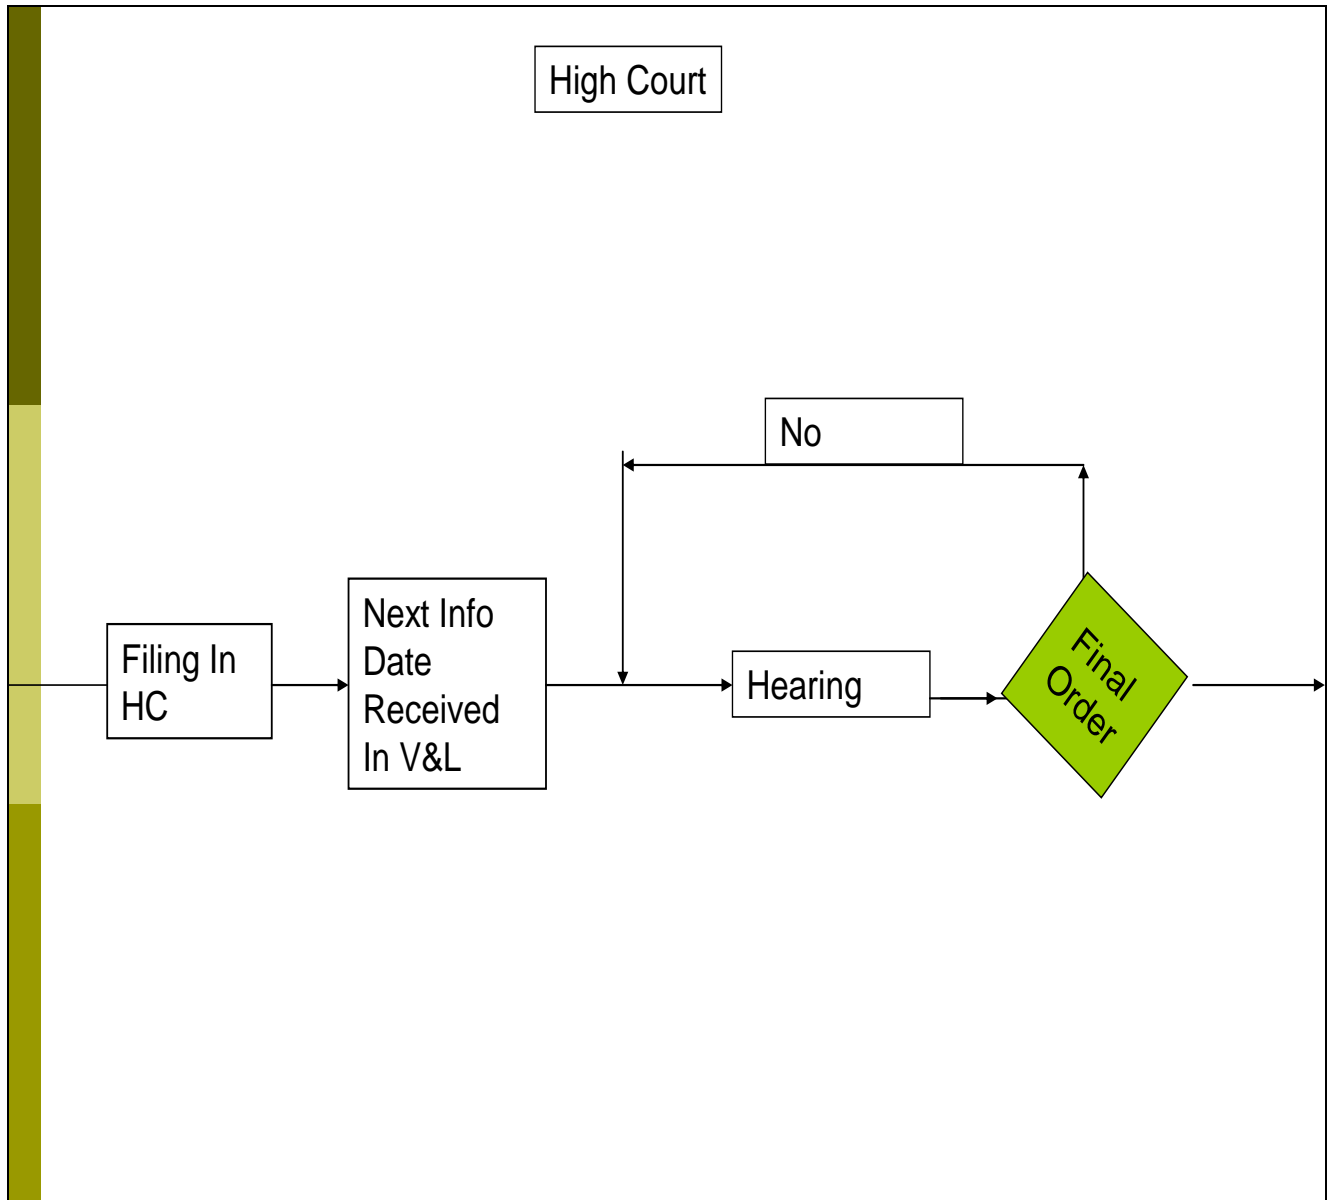 High Court
No
Filing In
HC
Next Info
Date
Received
In V&L
Hearing
Final
Order